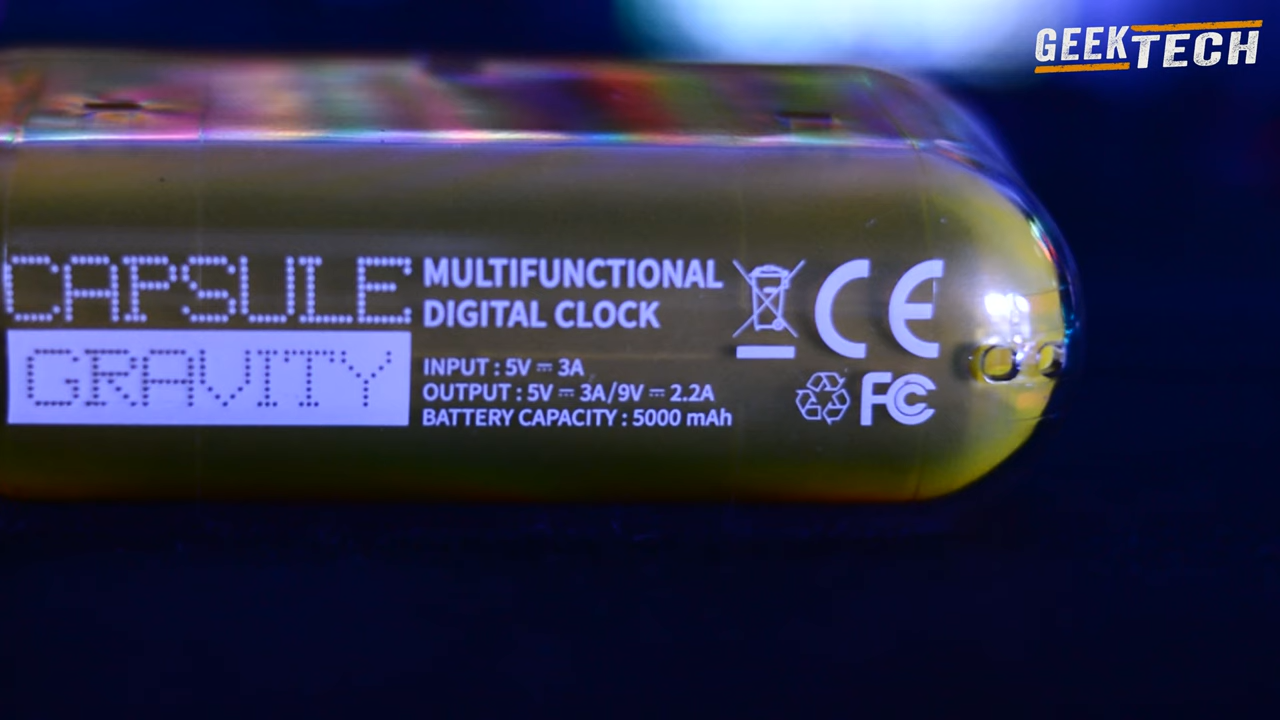 GEEKTECH
CAPSULE
GRAVITY
MULTIFUNCTIONAL
DIGITAL CLOCK
INPUT : 5V ⎓ 3A
OUTPUT : 5V ⎓ 3A/9V ⎓ 2.2A
BATTERY CAPACITY : 5000 mAh
CE
FC